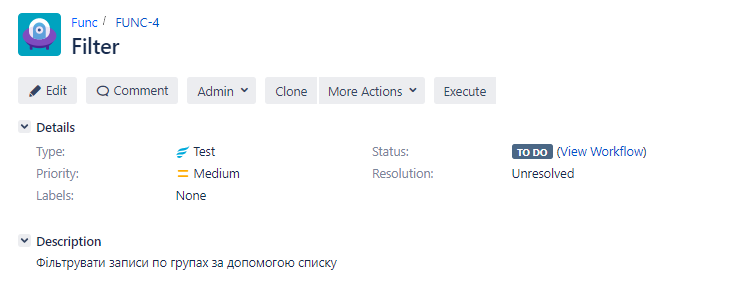 Func / FUNC-4
Filter
Edit Comment Admin Clone More Actions Execute
Details
Type: Test Status: TO DO (View Workflow)
Priority: Medium Resolution: Unresolved
Labels: None
Description
Фільтрувати записи по групах за допомогою списку